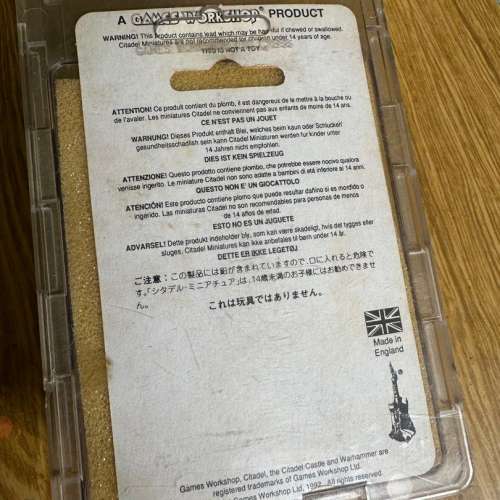 A GAMES WORKSHOP PRODUCT
WARNING! This product contains lead which may be harmful if chewed or swallowed.
Citadel Miniatures are not recommended for children under 14 years of age.
THIS IS NOT A TOY
ATTENTION! Ce produit contient du plomb, il est dangereux de le mettre à la bouche ou
de l'avaler. Les miniatures Citadel ne conviennent pas aux enfants de moins de 14 ans.
CE N'EST PAS UN JOUET
WARNUNG! Dieses Produkt enthält Blei, welches beim kauen oder Schlucken
gesundheitsschadlish sein kann Citadel Miniaturen werden fur kinder unter
14 Jahren nicht empfohlen.
DIES IST KEIN SPIELZEUG
ATTENZIONE! Questo prodotto contiene piombo, che potrebbe essere nocivo qualora
venisse ingerito. Le miniature Citadel non sono adatte a bambini di età inferiore ai 14 anni.
QUESTO NON E' UN GIOCATTOLO
ATENCIÓN! Este producto contiene plomo que puede resultar dañino si es mordido o
ingerido. Las miniaturas Citadel no son recomendables para personas de menos
de 14 años de edad.
ESTO NO ES UN JUGUETE
ADVARSEL! Dette produkt indeholder bly, som kan være skadeligt, hvis det tygges eller
sluges. Citadel Miniatures kan ikke anbefales til børn under 14 år.
DETTE ER IKKE LEGETØJ
ご注意：この製品には鉛が含まれていますので、口に入れると危険で
す。「シタデル・ミニアチュア」は、14歳未満のお子様にはお勧めできませ
ん。
これは玩具ではありません。
Made in
England
Games Workshop, Citadel, the Citadel Castle and Warhammer are
registered trademarks of Games Workshop Ltd.
Games Workshop Ltd, 1992. All rights reserved.